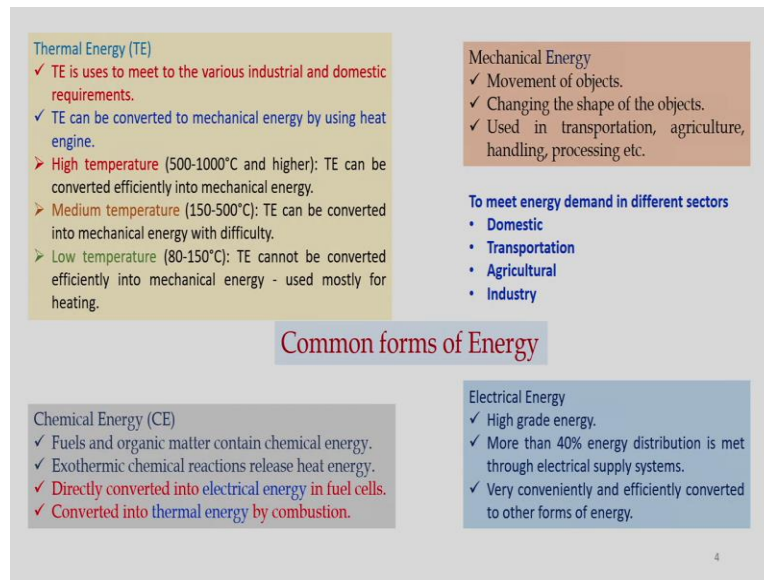 Thermal Energy (TE)
✓ TE is uses to meet to the various industrial and domestic
requirements.
✓ TE can be converted to mechanical energy by using heat
engine.
➢ High temperature (500-1000°C and higher): TE can be
converted efficiently into mechanical energy.
➢ Medium temperature (150-500°C): TE can be converted
into mechanical energy with difficulty.
➢ Low temperature (80-150°C): TE cannot be converted
efficiently into mechanical energy - used mostly for
heating.
Mechanical Energy
✓ Movement of objects.
✓ Changing the shape of the objects.
✓ Used in transportation, agriculture,
handling, processing etc.
To meet energy demand in different sectors
• Domestic
• Transportation
• Agricultural
• Industry
Common forms of Energy
Chemical Energy (CE)
✓ Fuels and organic matter contain chemical energy.
✓ Exothermic chemical reactions release heat energy.
✓ Directly converted into electrical energy in fuel cells.
✓ Converted into thermal energy by combustion.
Electrical Energy
✓ High grade energy.
✓ More than 40% energy distribution is met
through electrical supply systems.
✓ Very conveniently and efficiently converted
to other forms of energy.
4